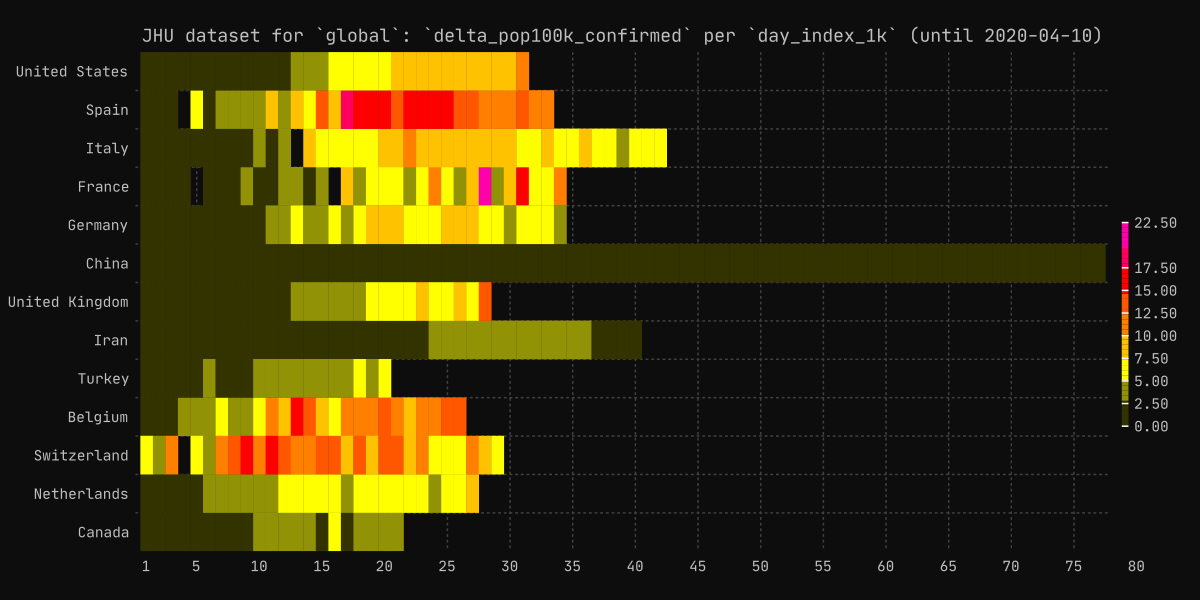 JHU dataset for `global`: `delta_pop100k_confirmed` per `day_index_1k` (until 2020-04-10)
United States
Spain
Italy
France
Germany
China
United Kingdom
Iran
Turkey
Belgium
Switzerland
Netherlands
Canada
1 5 10 15 20 25 30 35 40 45 50 55 60 65 70 75 80
22.50
17.50
15.00
12.50
10.00
7.50
5.00
2.50
0.00